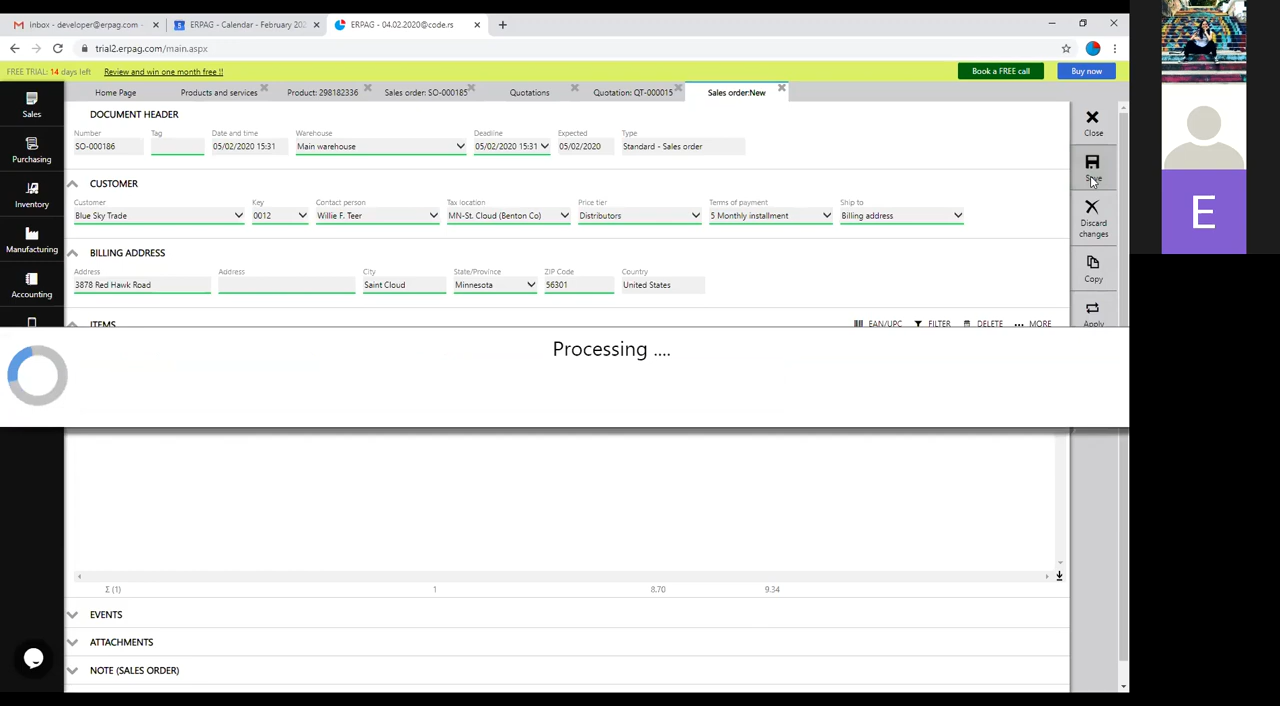 Inbox - developer@erpag.com -
ERPAG - Calendar - February 202
ERPAG - 04.02.2020@code.rs
trial2.erpag.com/main.aspx
FREE TRIAL: 14 days left Review and win one month free !! Book a FREE call Buy now
Home Page Products and services Product: 298182336 Sales order: SO-000185 Quotations Quotation: QT-000015 Sales order:New
Sales
Purchasing
Inventory
Manufacturing
Accounting
DOCUMENT HEADER
Number Tag Date and time Warehouse Deadline Expected Type
SO-000186 05/02/2020 15:31 Main warehouse 05/02/2020 15:31 05/02/2020 Standard - Sales order
CUSTOMER
Customer Key Contact person Tax location Price tier Terms of payment Ship to
Blue Sky Trade 0012 Willie F. Teer MN-St. Cloud (Benton Co) Distributors 5 Monthly installment Billing address
BILLING ADDRESS
Address Address City State/Province ZIP Code Country
3878 Red Hawk Road Saint Cloud Minnesota 56301 United States
ITEMS EAN/UPC FILTER DELETE MORE
Processing ....
Σ (1) 1 8.70 9.34
EVENTS
ATTACHMENTS
NOTE (SALES ORDER)
Close
Save
Discard
changes
Copy
Apply
E